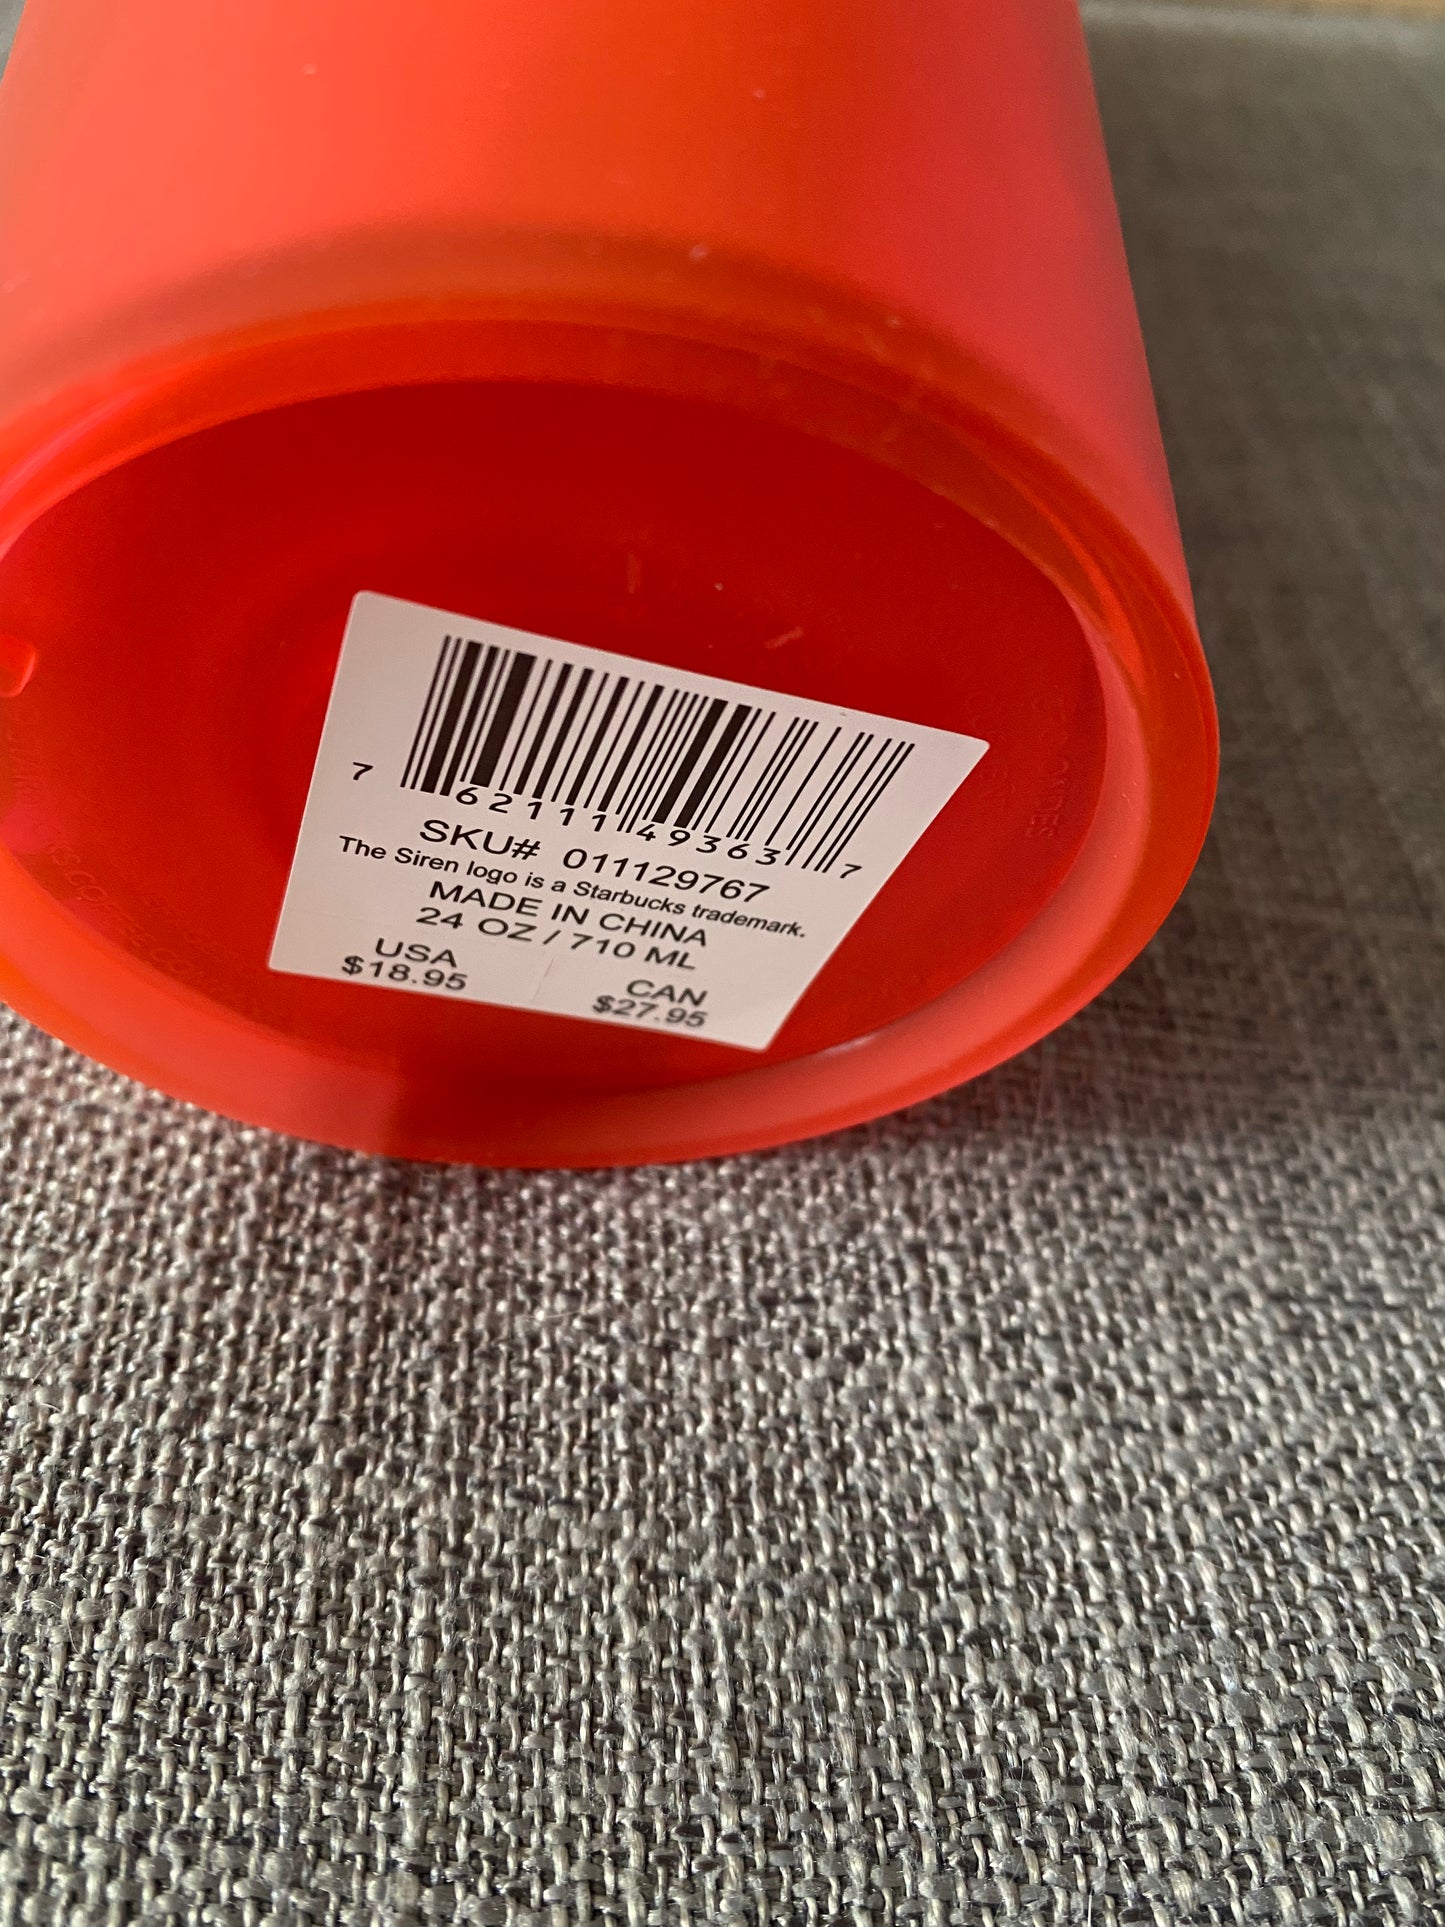 7 62111 49363 7
SKU# 011129767
The Siren logo is a Starbucks trademark.
MADE IN CHINA
24 OZ / 710 ML
USA CAN
$18.95 $27.95